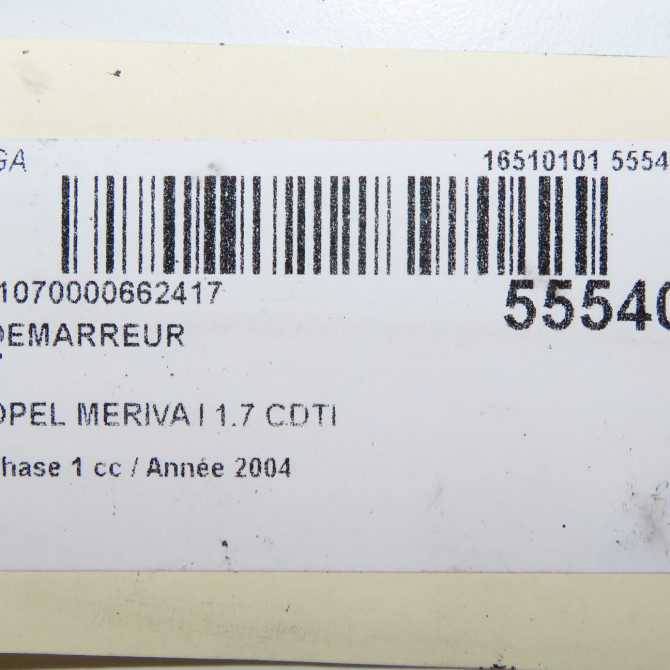 GA 16510101 5554
1070000662417 55540
DEMARREUR
OPEL MERIVA I 1.7 CDTI
hase 1 cc / Année 2004